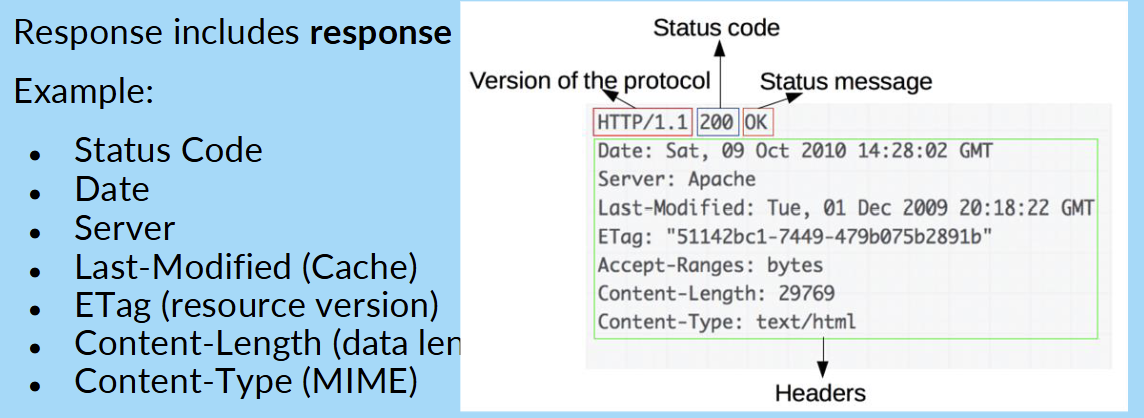 Response includes response
Example:
• Status Code
• Date
• Server
• Last-Modified (Cache)
• ETag (resource version)
• Content-Length (data len
• Content-Type (MIME)
Status code
Version of the protocol
Status message
HTTP/1.1 200 OK
Date: Sat, 09 Oct 2010 14:28:02 GMT
Server: Apache
Last-Modified: Tue, 01 Dec 2009 20:18:22 GMT
ETag: "51142bc1-7449-479b075b2891b"
Accept-Ranges: bytes
Content-Length: 29769
Content-Type: text/html
Headers